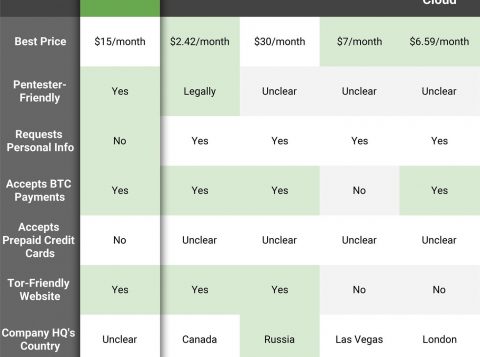 Cloud
Best Price $15/month $2.42/month $30/month $7/month $6.59/month
Pentester-
Friendly Yes Legally Unclear Unclear Unclear
Requests
Personal Info No Yes Yes Yes Yes
Accepts BTC
Payments Yes Yes Yes No Yes
Accepts
Prepaid Credit
Cards No Unclear Unclear Unclear Unclear
Tor-Friendly
Website Yes Yes Yes No No
Company HQ's
Country Unclear Canada Russia Las Vegas London